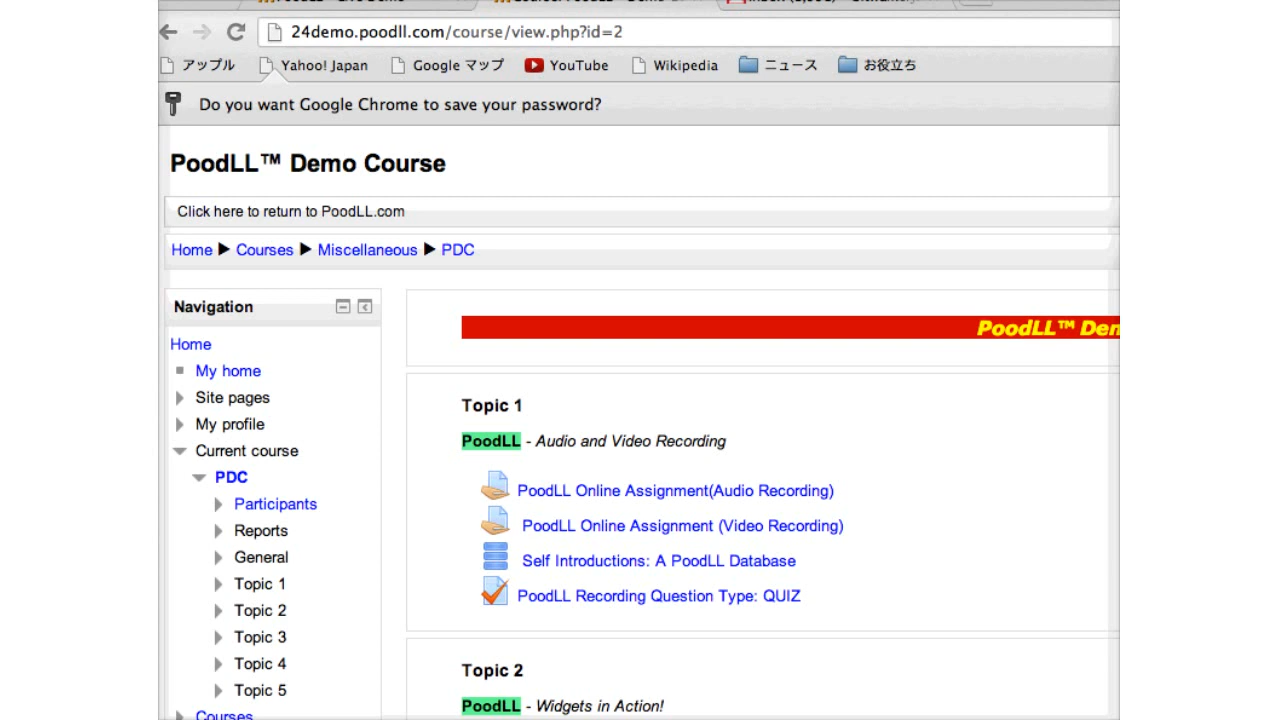 24demo.poodll.com/course/view.php?id=2
アップル Yahoo! Japan Google マップ YouTube Wikipedia ニュース お役立ち
Do you want Google Chrome to save your password?
PoodLL™ Demo Course
Click here to return to PoodLL.com
Home ▶ Courses ▶ Miscellaneous ▶ PDC
Navigation
Home
My home
Site pages
My profile
Current course
PDC
Participants
Reports
General
Topic 1
Topic 2
Topic 3
Topic 4
Topic 5
Courses
PoodLL™ Dem
Topic 1
PoodLL - Audio and Video Recording
PoodLL Online Assignment(Audio Recording)
PoodLL Online Assignment (Video Recording)
Self Introductions: A PoodLL Database
PoodLL Recording Question Type: QUIZ
Topic 2
PoodLL - Widgets in Action!